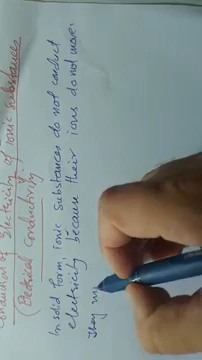 Conduction of Electricity of Ionic substances
(Electrical conductivity)
In solid form, ionic substances do not conduct
electricity because their ions do not move.
They m